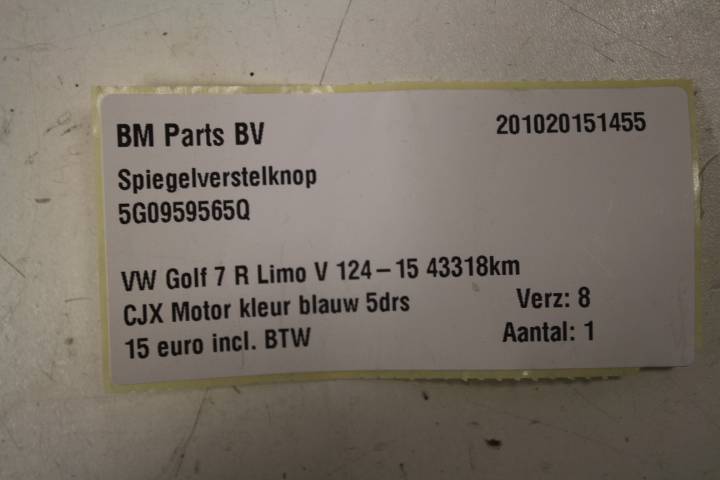 BM Parts BV 201020151455
Spiegelverstelknop
5G0959565Q
VW Golf 7 R Limo V 124-15 43318km
CJX Motor kleur blauw 5drs Verz: 8
15 euro incl. BTW Aantal: 1